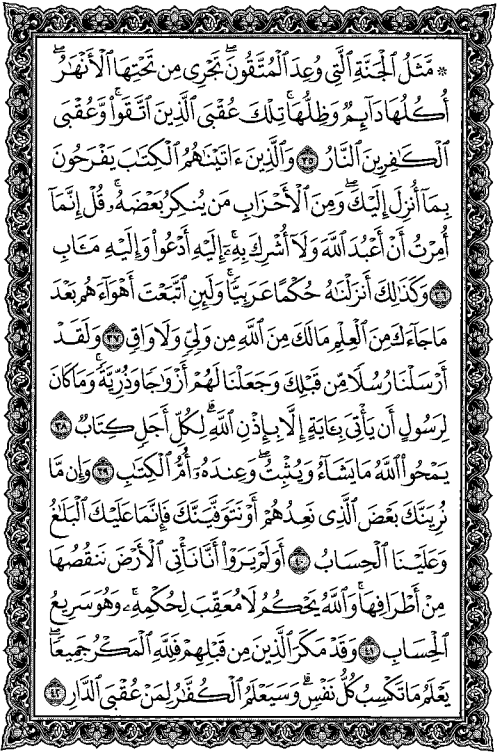 ۞ مَّثَلُ ٱلْجَنَّةِ ٱلَّتِى وُعِدَ ٱلْمُتَّقُونَ ۖ تَجْرِى مِن تَحْتِهَا ٱلْأَنْهَٰرُ ۖ
أُكُلُهَا دَآئِمٌ وَظِلُّهَا ۚ تِلْكَ عُقْبَى ٱلَّذِينَ ٱتَّقَوا۟ ۖ وَّعُقْبَى
ٱلْكَٰفِرِينَ ٱلنَّارُ ٣٥ وَٱلَّذِينَ ءَاتَيْنَٰهُمُ ٱلْكِتَٰبَ يَفْرَحُونَ
بِمَآ أُنزِلَ إِلَيْكَ ۖ وَمِنَ ٱلْأَحْزَابِ مَن يُنكِرُ بَعْضَهُۥ ۚ قُلْ إِنَّمَآ
أُمِرْتُ أَنْ أَعْبُدَ ٱللَّهَ وَلَآ أُشْرِكَ بِهِۦٓ ۚ إِلَيْهِ أَدْعُوا۟ وَإِلَيْهِ مَـَٔابِ
٣٦ وَكَذَٰلِكَ أَنزَلْنَٰهُ حُكْمًا عَرَبِيًّا ۚ وَلَئِنِ ٱتَّبَعْتَ أَهْوَآءَهُم بَعْدَ
مَا جَآءَكَ مِنَ ٱلْعِلْمِ مَا لَكَ مِنَ ٱللَّهِ مِن وَلِىٍّ وَلَا وَاقٍ ٣٧ وَلَقَدْ
أَرْسَلْنَا رُسُلًا مِّن قَبْلِكَ وَجَعَلْنَا لَهُمْ أَزْوَٰجًا وَذُرِّيَّةً ۚ وَمَا كَانَ
لِرَسُولٍ أَن يَأْتِىَ بِـَٔايَةٍ إِلَّا بِإِذْنِ ٱللَّهِ ۗ لِكُلِّ أَجَلٍ كِتَابٌ ٣٨
يَمْحُوا۟ ٱللَّهُ مَا يَشَآءُ وَيُثْبِتُ ۖ وَعِندَهُۥٓ أُمُّ ٱلْكِتَٰبِ ٣٩ وَإِن مَّا
نُرِيَنَّكَ بَعْضَ ٱلَّذِى نَعِدُهُمْ أَوْ نَتَوَفَّيَنَّكَ فَإِنَّمَا عَلَيْكَ ٱلْبَلَٰغُ
وَعَلَيْنَا ٱلْحِسَابُ ٤٠ أَوَلَمْ يَرَوْا۟ أَنَّا نَأْتِى ٱلْأَرْضَ نَنقُصُهَا
مِنْ أَطْرَافِهَا ۚ وَٱللَّهُ يَحْكُمُ لَا مُعَقِّبَ لِحُكْمِهِۦ ۚ وَهُوَ سَرِيعُ
ٱلْحِسَابِ ٤١ وَقَدْ مَكَرَ ٱلَّذِينَ مِن قَبْلِهِمْ فَلِلَّهِ ٱلْمَكْرُ جَمِيعًا ۖ
يَعْلَمُ مَا تَكْسِبُ كُلُّ نَفْسٍ ۗ وَسَيَعْلَمُ ٱلْكُفَّٰرُ لِمَنْ عُقْبَى ٱلدَّارِ ٤٢